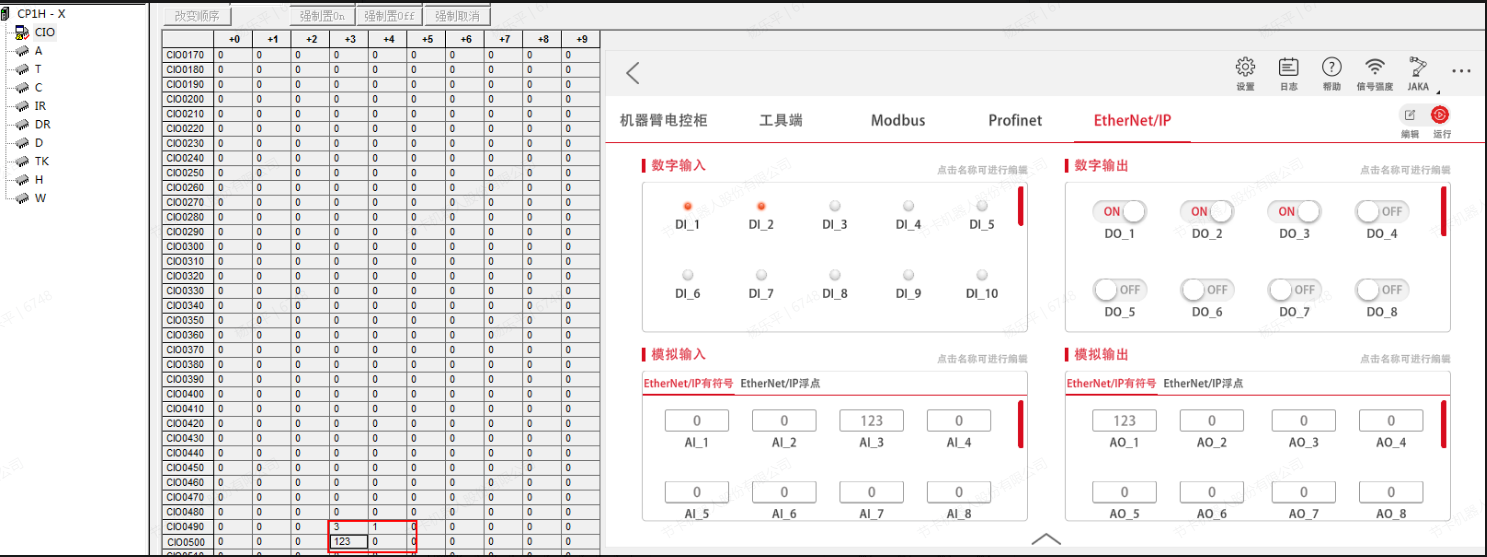 CP1H - X
CIO
A
T
C
IR
DR
D
TK
H
W
改变顺序 强制置On 强制置Off 强制取消
+0 +1 +2 +3 +4 +5 +6 +7 +8 +9
CIO0170 0 0 0 0 0 0 0 0 0 0
CIO0180 0 0 0 0 0 0 0 0 0 0
CIO0190 0 0 0 0 0 0 0 0 0 0
CIO0200 0 0 0 0 0 0 0 0 0 0
CIO0210 0 0 0 0 0 0 0 0 0 0
CIO0220 0 0 0 0 0 0 0 0 0 0
CIO0230 0 0 0 0 0 0 0 0 0 0
CIO0240 0 0 0 0 0 0 0 0 0 0
CIO0250 0 0 0 0 0 0 0 0 0 0
CIO0260 0 0 0 0 0 0 0 0 0 0
CIO0270 0 0 0 0 0 0 0 0 0 0
CIO0280 0 0 0 0 0 0 0 0 0 0
CIO0290 0 0 0 0 0 0 0 0 0 0
CIO0300 0 0 0 0 0 0 0 0 0 0
CIO0310 0 0 0 0 0 0 0 0 0 0
CIO0320 0 0 0 0 0 0 0 0 0 0
CIO0330 0 0 0 0 0 0 0 0 0 0
CIO0340 0 0 0 0 0 0 0 0 0 0
CIO0350 0 0 0 0 0 0 0 0 0 0
CIO0360 0 0 0 0 0 0 0 0 0 0
CIO0370 0 0 0 0 0 0 0 0 0 0
CIO0380 0 0 0 0 0 0 0 0 0 0
CIO0390 0 0 0 0 0 0 0 0 0 0
CIO0400 0 0 0 0 0 0 0 0 0 0
CIO0410 0 0 0 0 0 0 0 0 0 0
CIO0420 0 0 0 0 0 0 0 0 0 0
CIO0430 0 0 0 0 0 0 0 0 0 0
CIO0440 0 0 0 0 0 0 0 0 0 0
CIO0450 0 0 0 0 0 0 0 0 0 0
CIO0460 0 0 0 0 0 0 0 0 0 0
CIO0470 0 0 0 0 0 0 0 0 0 0
CIO0480 0 0 0 0 0 0 0 0 0 0
CIO0490 0 0 0 3 1 0 0 0 0 0
CIO0500 0 0 0 123 0 0 0 0 0 0
设置 日志 帮助 信号强度 JAKA
机器臂电控柜 工具端 Modbus Profinet EtherNet/IP
编辑 运行
数字输入 点击名称可进行编辑
DI_1 DI_2 DI_3 DI_4 DI_5
DI_6 DI_7 DI_8 DI_9 DI_10
数字输出 点击名称可进行编辑
ON ON ON OFF
DO_1 DO_2 DO_3 DO_4
OFF OFF OFF OFF
DO_5 DO_6 DO_7 DO_8
模拟输入 点击名称可进行编辑
EtherNet/IP有符号 EtherNet/IP浮点
0 0 123 0
AI_1 AI_2 AI_3 AI_4
0 0 0 0
AI_5 AI_6 AI_7 AI_8
模拟输出 点击名称可进行编辑
EtherNet/IP有符号 EtherNet/IP浮点
123 0 0 0
AO_1 AO_2 AO_3 AO_4
0 0 0 0
AO_5 AO_6 AO_7 AO_8